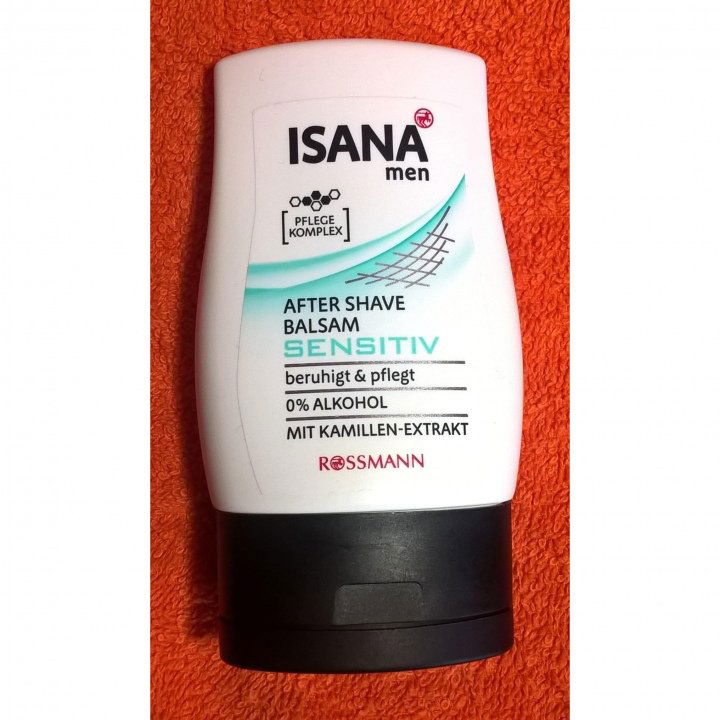 ISANA
men
PFLEGE
KOMPLEX
AFTER SHAVE
BALSAM
SENSITIV
beruhigt & pflegt
0% ALKOHOL
MIT KAMILLEN-EXTRAKT
ROSSMANN